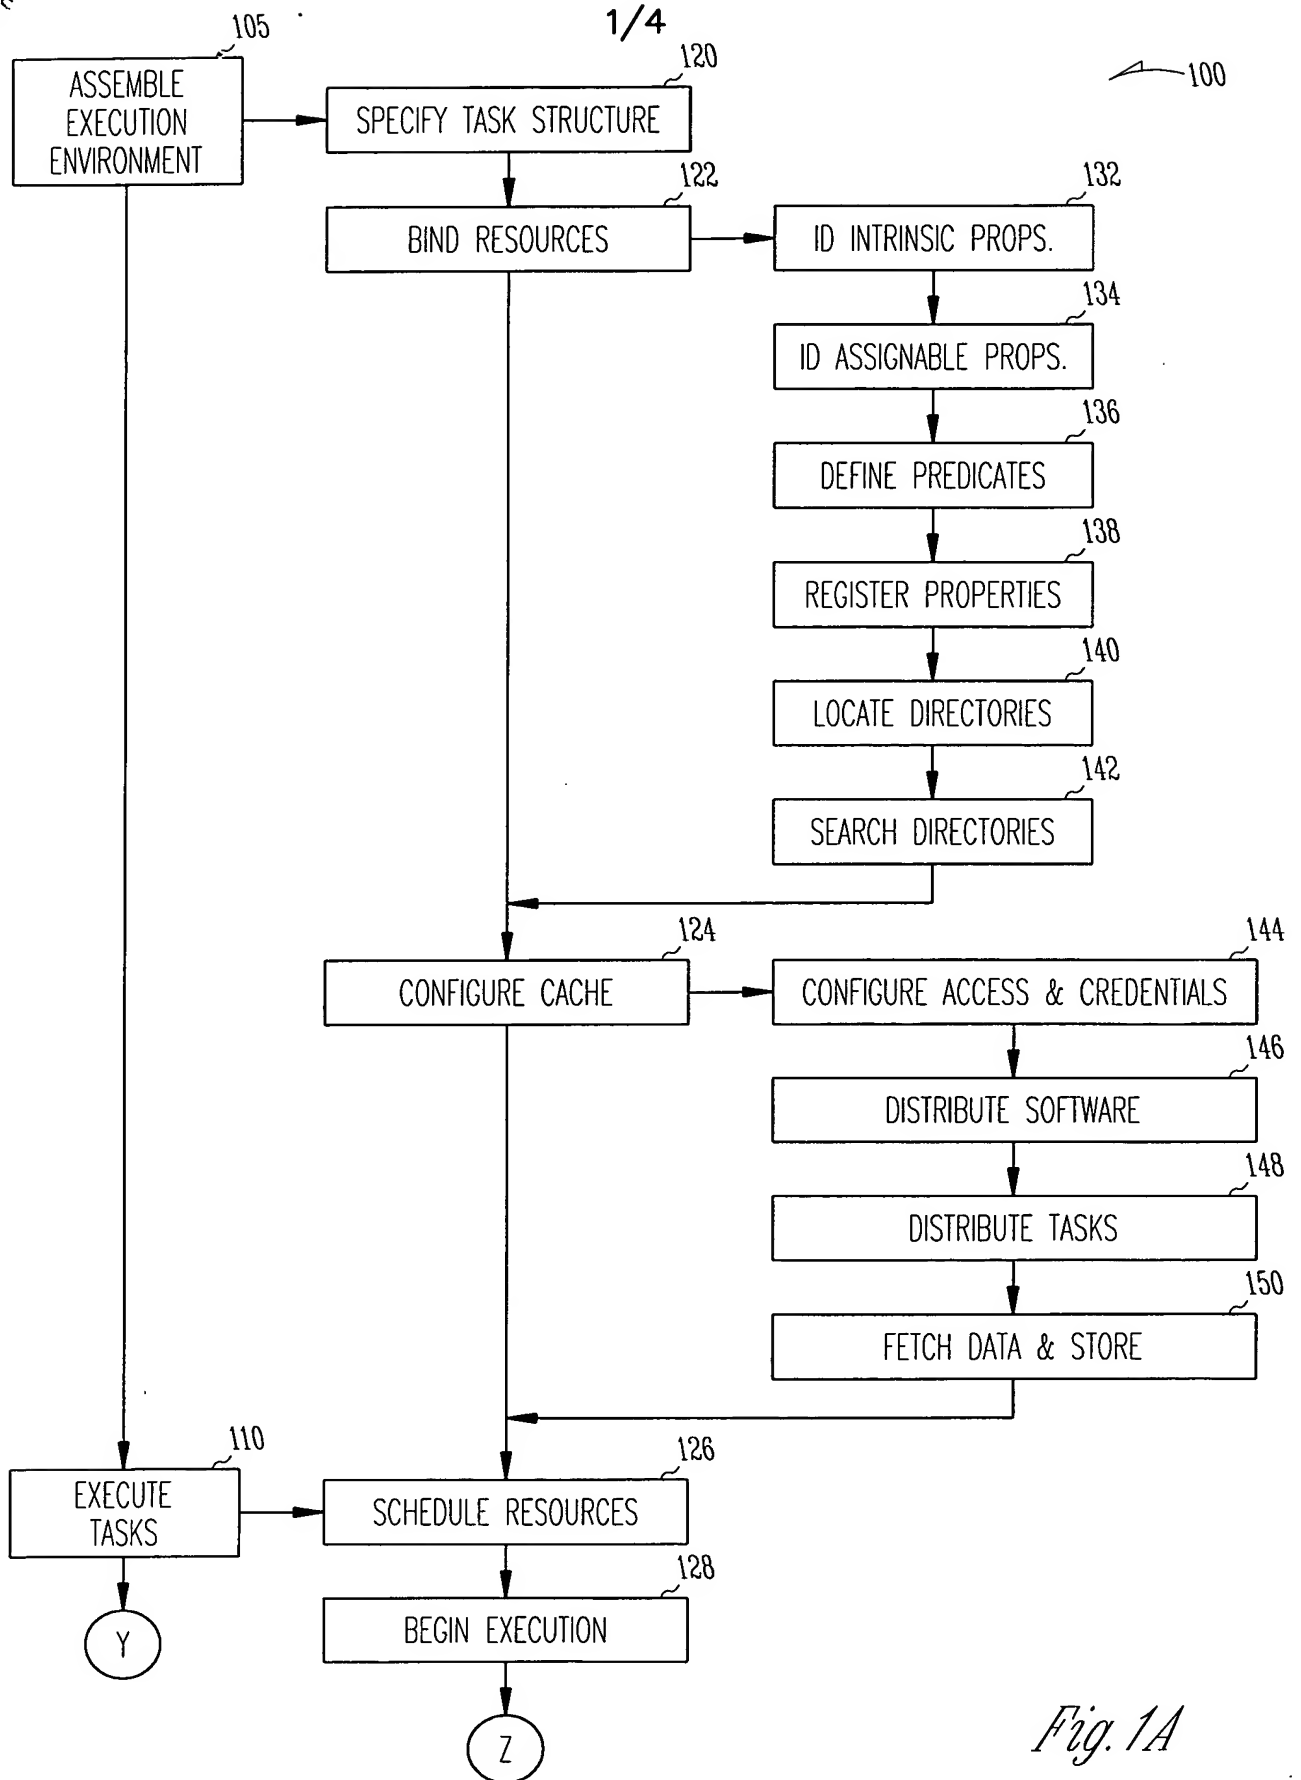 1/4
105
ASSEMBLE
EXECUTION
ENVIRONMENT
120
SPECIFY TASK STRUCTURE
100
122
BIND RESOURCES
132
ID INTRINSIC PROPS.
134
ID ASSIGNABLE PROPS.
136
DEFINE PREDICATES
138
REGISTER PROPERTIES
140
LOCATE DIRECTORIES
142
SEARCH DIRECTORIES
124
CONFIGURE CACHE
144
CONFIGURE ACCESS & CREDENTIALS
146
DISTRIBUTE SOFTWARE
148
DISTRIBUTE TASKS
150
FETCH DATA & STORE
110
EXECUTE
TASKS
126
SCHEDULE RESOURCES
128
BEGIN EXECUTION
Y
Z
Fig. 1A